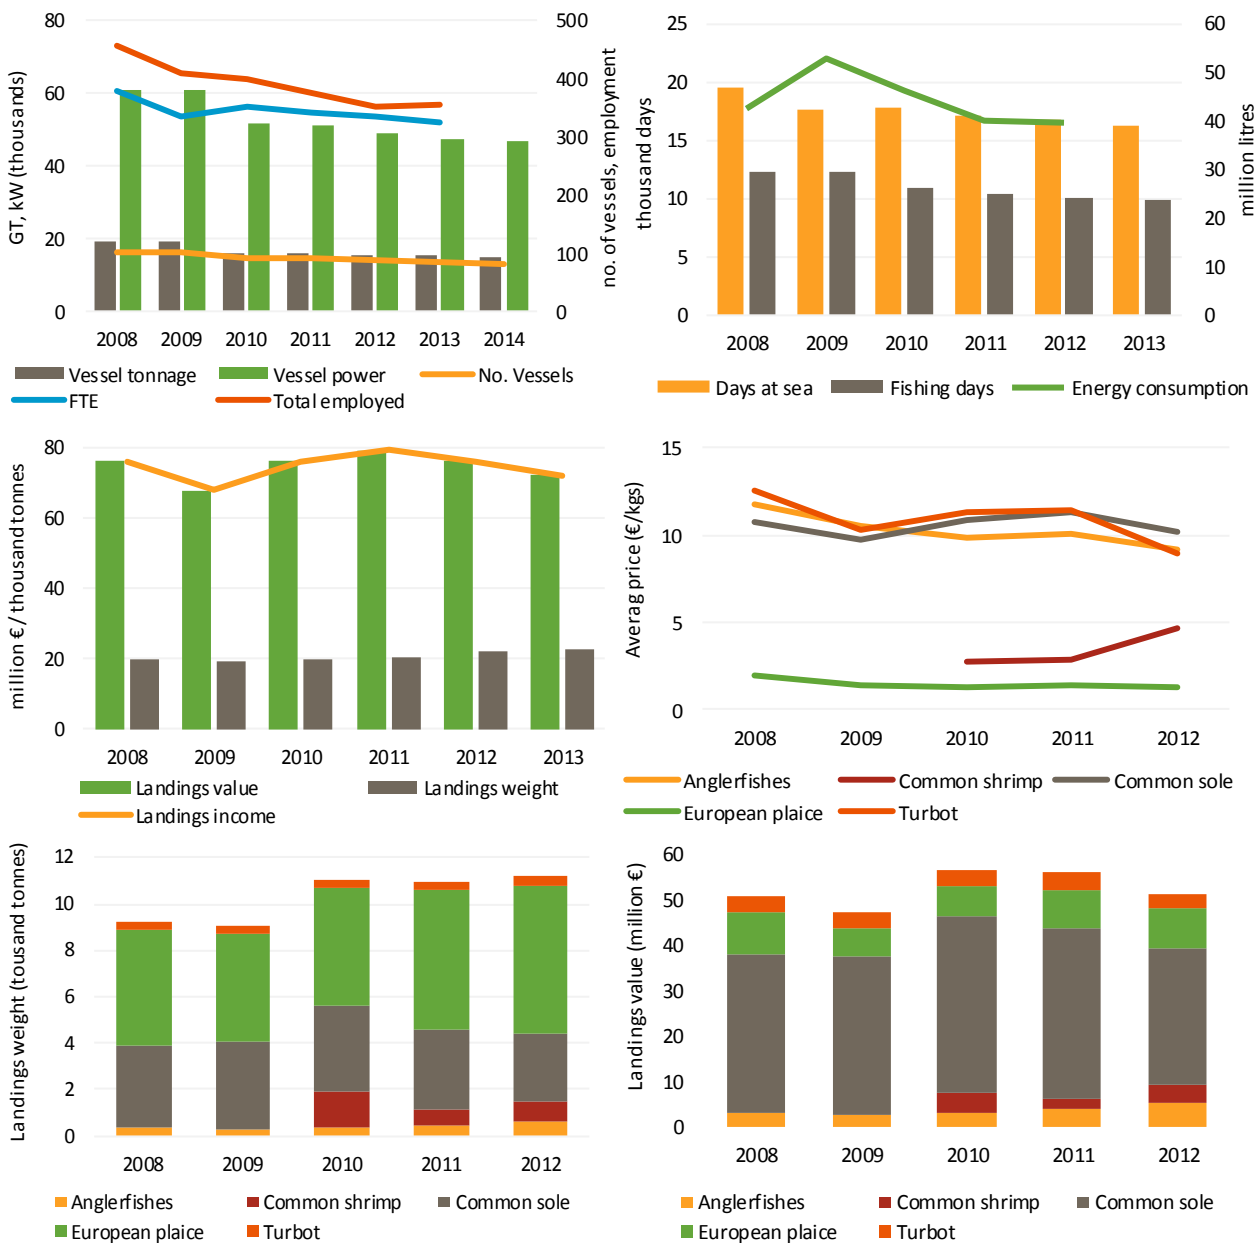 GT, kW (thousands)
80
60
40
20
0
500
400
300
200
100
0
no. of vessels, employment
2008 2009 2010 2011 2012 2013 2014
Vessel tonnage Vessel power No. Vessels
FTE Total employed
thousand days
25
20
15
10
5
0
60
50
40
30
20
10
0
million litres
2008 2009 2010 2011 2012 2013
Days at sea Fishing days Energy consumption
million €/ thousand tonnes
80
60
40
20
0
2008 2009 2010 2011 2012 2013
Landings value Landings weight
Landings income
Averag price (€/kgs)
15
10
5
0
2008 2009 2010 2011 2012
Anglerfishes Common shrimp Common sole
European plaice Turbot
Landings weight (tousand tonnes)
12
10
8
6
4
2
0
2008 2009 2010 2011 2012
Anglerfishes Common shrimp Common sole
European plaice Turbot
Landings value (million €)
60
50
40
30
20
10
0
2008 2009 2010 2011 2012
Anglerfishes Common shrimp Common sole
European plaice Turbot